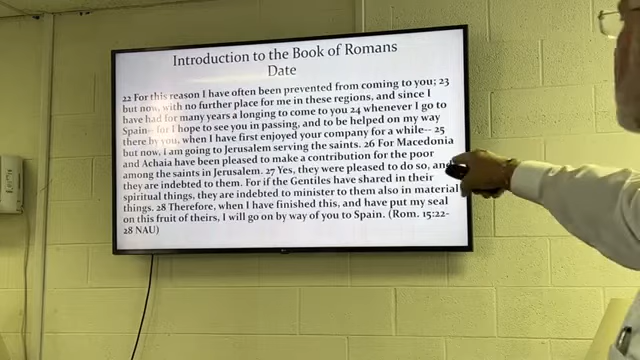 Introduction to the Book of Romans
Date
22 For this reason I have often been prevented from coming to you; 23
but now, with no further place for me in these regions, and since I
have had for many years a longing to come to you 24 whenever I go to
Spain-- for I hope to see you in passing, and to be helped on my way
there by you, when I have first enjoyed your company for a while-- 25
but now, I am going to Jerusalem serving the saints. 26 For Macedonia
and Achaia have been pleased to make a contribution for the poor
among the saints in Jerusalem. 27 Yes, they were pleased to do so, and
they are indebted to them. For if the Gentiles have shared in their
spiritual things, they are indebted to minister to them also in material
things. 28 Therefore, when I have finished this, and have put my seal
on this fruit of theirs, I will go on by way of you to Spain. (Rom. 15:22-
28 NAU)